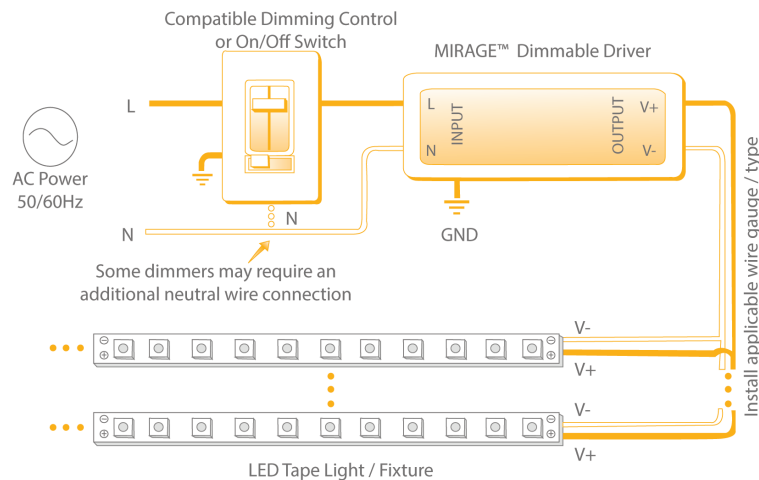 Compatible Dimming Control
or On/Off Switch
MIRAGE™ Dimmable Driver
L
L
N
INPUT
OUTPUT
V+
V-
AC Power
50/60Hz
N
N
GND
Some dimmers may require an
additional neutral wire connection
Install applicable wire gauge / type
V-
V+
V-
V+
LED Tape Light / Fixture